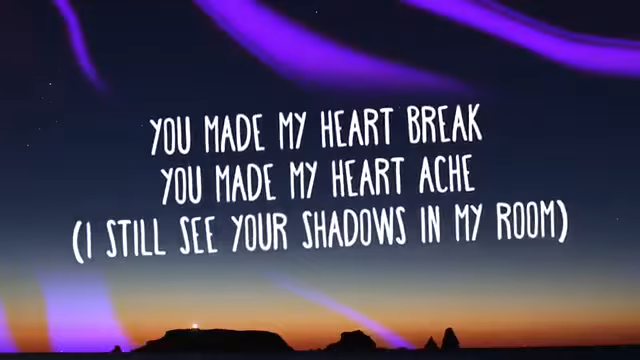 YOU MADE MY HEART BREAK
YOU MADE MY HEART ACHE
(I STILL SEE YOUR SHADOWS IN MY ROOM)